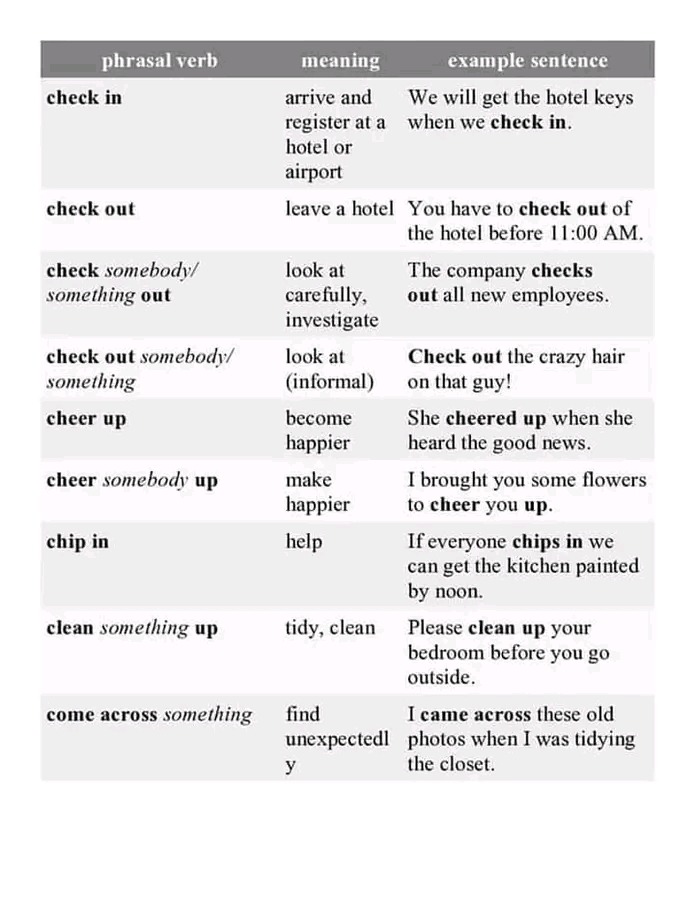 phrasal verb meaning example sentence
check in arrive and We will get the hotel keys
register at a when we check in.
hotel or
airport
check out leave a hotel You have to check out of
the hotel before 11:00 AM.
check somebody/ look at The company checks
something out carefully, out all new employees.
investigate
check out somebody/ look at Check out the crazy hair
something (informal) on that guy!
cheer up become She cheered up when she
happier heard the good news.
cheer somebody up make I brought you some flowers
happier to cheer you up.
chip in help If everyone chips in we
can get the kitchen painted
by noon.
clean something up tidy, clean Please clean up your
bedroom before you go
outside.
come across something find I came across these old
unexpectedl photos when I was tidying
y the closet.